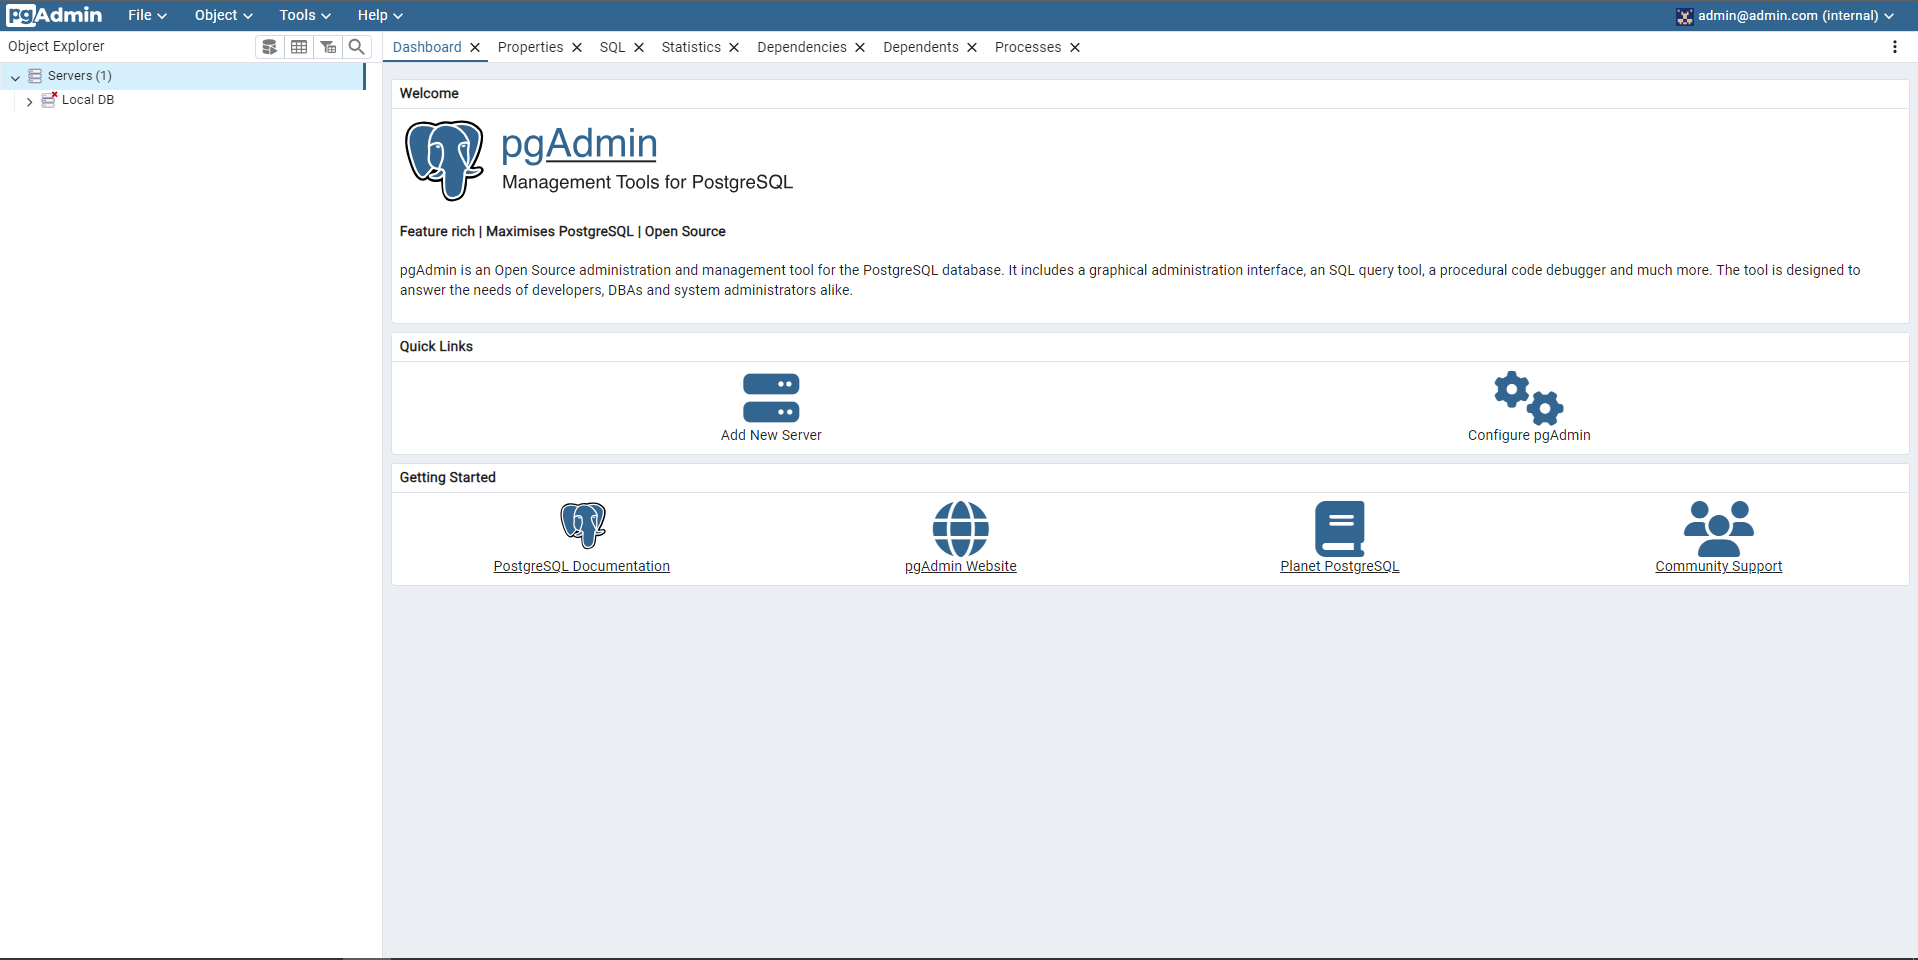 pgAdmin File Object Tools Help admin@admin.com (internal)
Object Explorer
Dashboard Properties SQL Statistics Dependencies Dependents Processes
Servers (1)
Local DB
Welcome
pgAdmin
Management Tools for PostgreSQL
Feature rich | Maximises PostgreSQL | Open Source
pgAdmin is an Open Source administration and management tool for the PostgreSQL database. It includes a graphical administration interface, an SQL query tool, a procedural code debugger and much more. The tool is designed to
answer the needs of developers, DBAs and system administrators alike.
Quick Links
Add New Server Configure pgAdmin
Getting Started
PostgreSQL Documentation pgAdmin Website Planet PostgreSQL Community Support